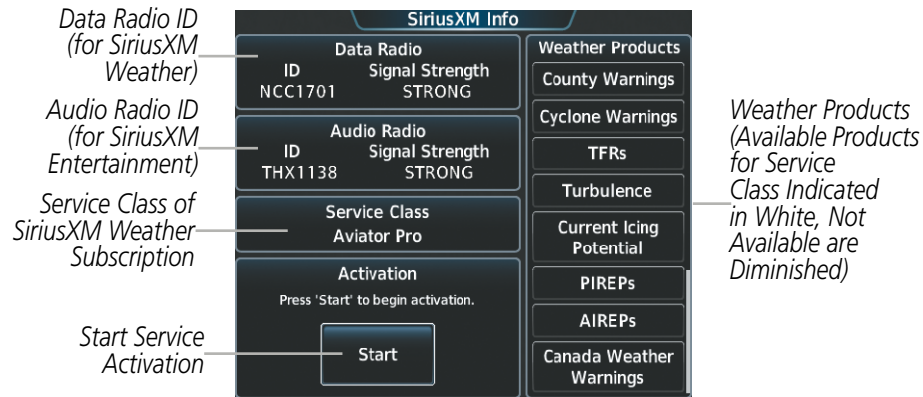 Data Radio ID
(for SiriusXM
Weather)
Audio Radio ID
(for SiriusXM
Entertainment)
Service Class of
SiriusXM Weather
Subscription
Start Service
Activation
SiriusXM Info
Data Radio
ID Signal Strength
NCC1701 STRONG
Audio Radio
ID Signal Strength
THX1138 STRONG
Service Class
Aviator Pro
Activation
Press 'Start' to begin activation.
Start
Weather Products
County Warnings
Cyclone Warnings
TFRs
Turbulence
Current Icing
Potential
PIREPs
AIREPs
Canada Weather
Warnings
Weather Products
(Available Products
for Service
Class Indicated
in White, Not
Available are
Diminished)